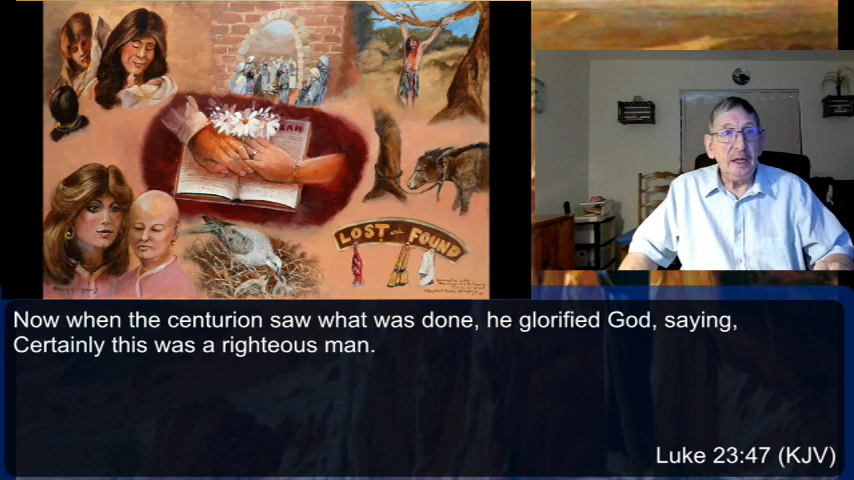 LOST and FOUND
Now when the centurion saw what was done, he glorified God, saying,
Certainly this was a righteous man.
Luke 23:47 (KJV)